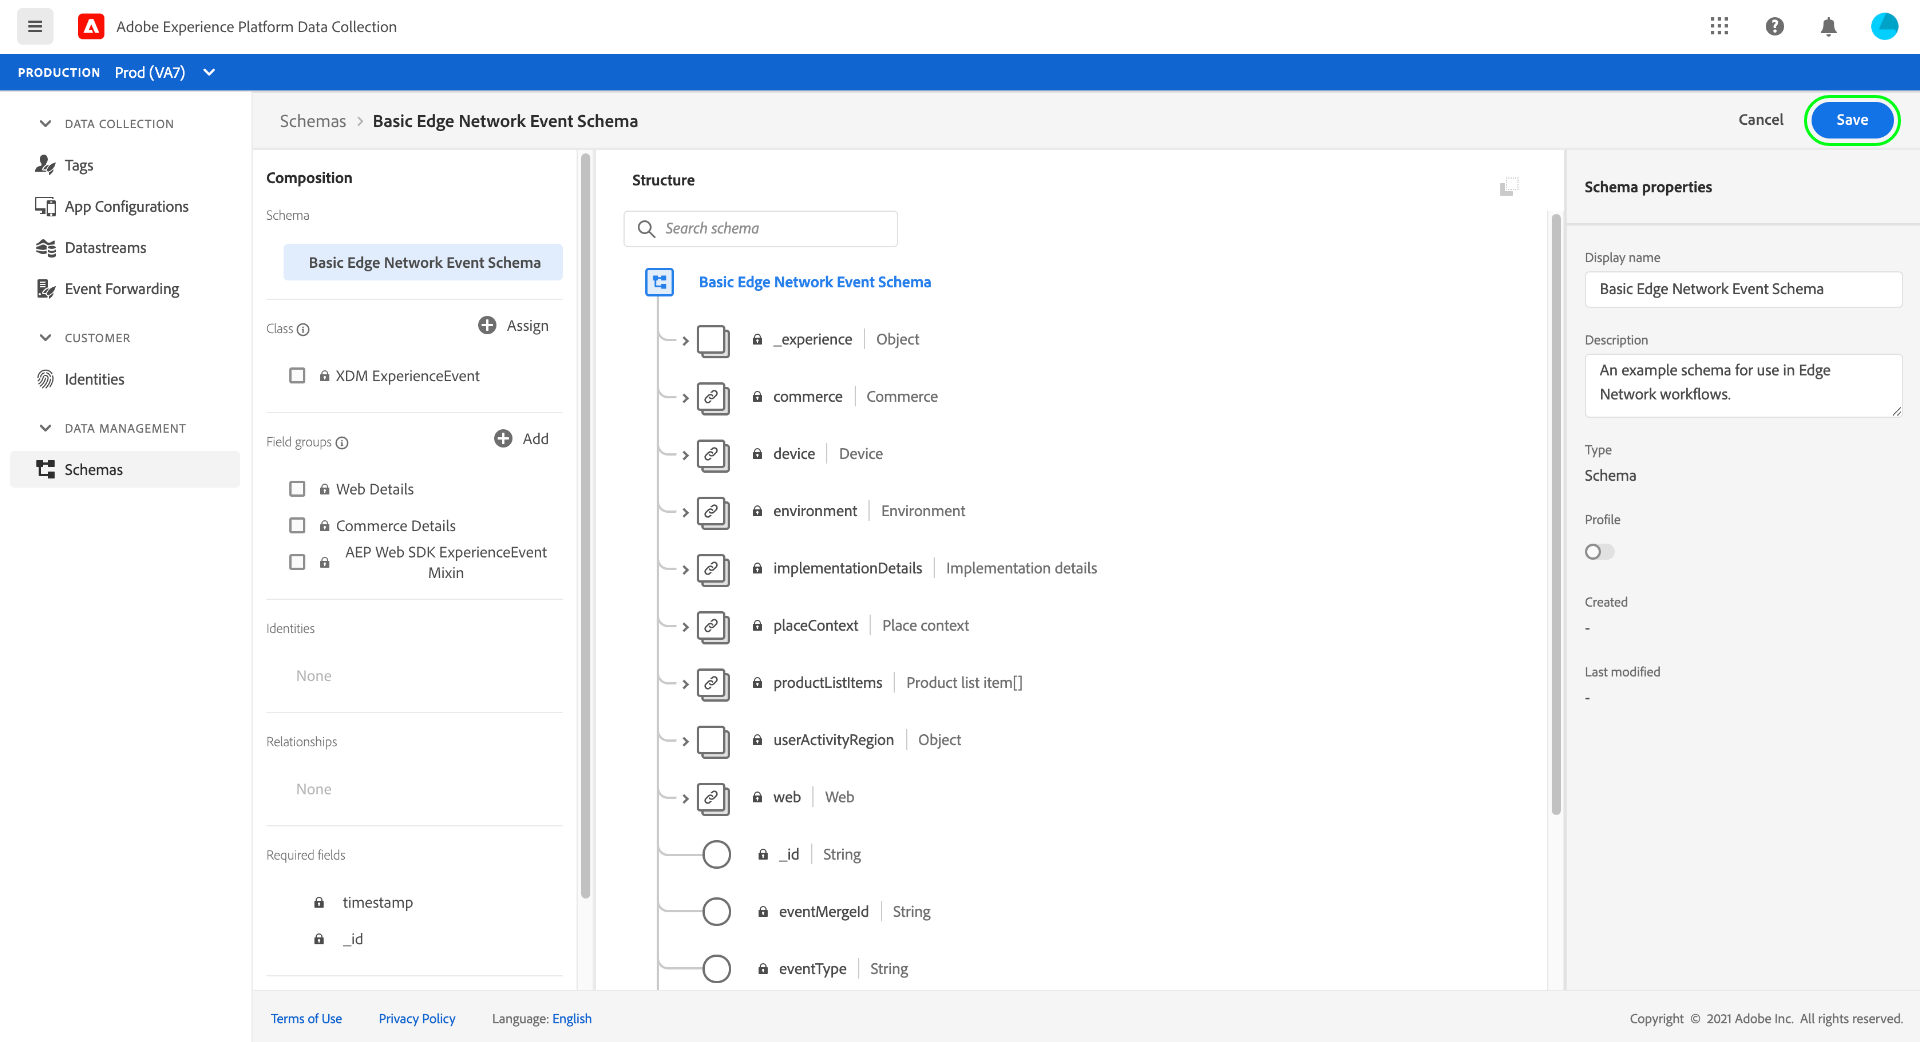 Adobe Experience Platform Data Collection
PRODUCTION Prod (VA7)
DATA COLLECTION
Tags
App Configurations
Datastreams
Event Forwarding
CUSTOMER
Identities
DATA MANAGEMENT
Schemas
Schemas > Basic Edge Network Event Schema
Cancel
Save
Composition
Schema
Basic Edge Network Event Schema
Class
Assign
XDM ExperienceEvent
Field groups
Add
Web Details
Commerce Details
AEP Web SDK ExperienceEvent
Mixin
Identities
None
Relationships
None
Required fields
timestamp
_id
Structure
Search schema
Basic Edge Network Event Schema
_experience | Object
commerce | Commerce
device | Device
environment | Environment
implementationDetails | Implementation details
placeContext | Place context
productListItems | Product list item[]
userActivityRegion | Object
web | Web
_id | String
eventMergeId | String
eventType | String
Schema properties
Display name
Basic Edge Network Event Schema
Description
An example schema for use in Edge
Network workflows.
Type
Schema
Profile
Created
-
Last modified
-
Terms of Use
Privacy Policy
Language: English
Copyright © 2021 Adobe Inc. All rights reserved.